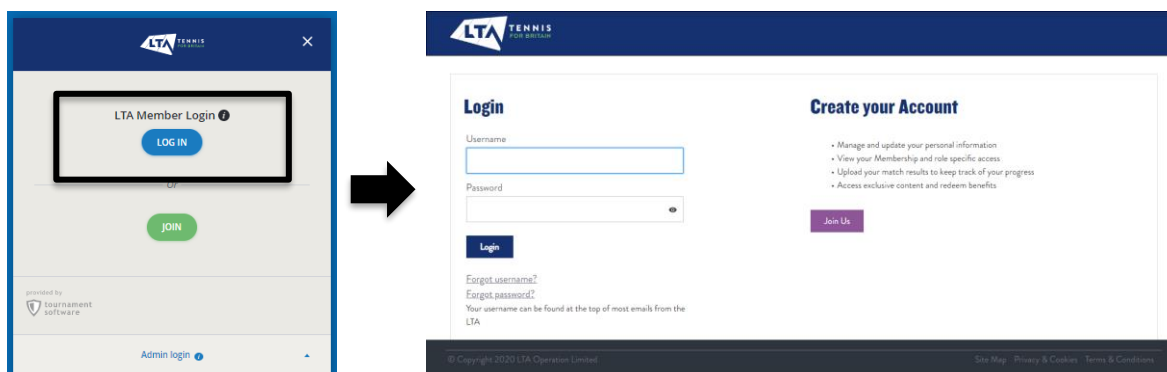 LTA TENNIS
FOR BRITAIN
LTA Member Login
LOG IN
or
JOIN
provided by
tournament
software
Admin login
LTA TENNIS
FOR BRITAIN
Login
Username
Password
Login
Forgot username?
Forgot password?
Your username can be found at the top of most emails from the
LTA
Create your Account
• Manage and update your personal information
• View your Membership and role specific access
• Upload your match results to keep track of your progress
• Access exclusive content and redeem benefits
Join Us
© Copyright 2020 LTA Operation Limited
Site Map Privacy & Cookies Terms & Conditions